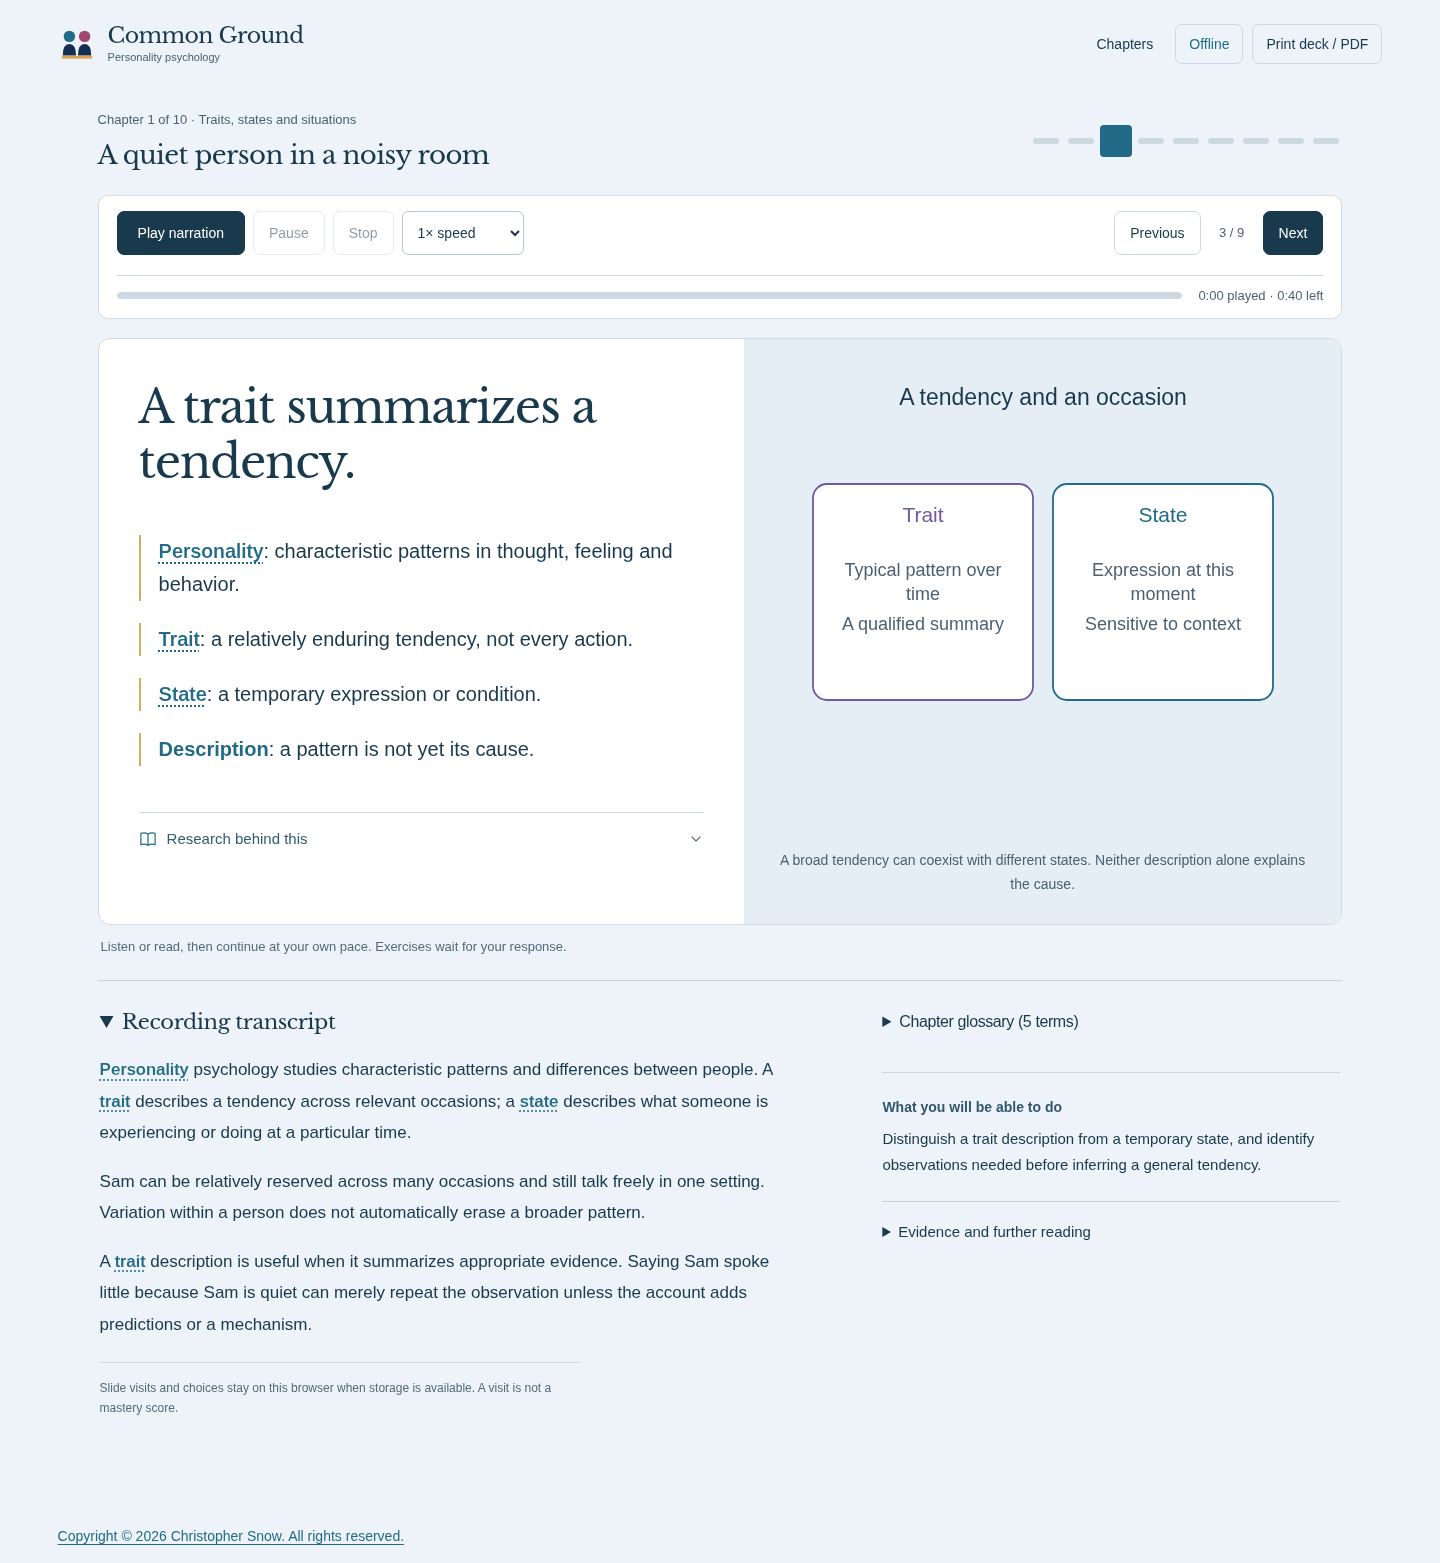 Common Ground
Personality psychology
Chapters
Offline
Print deck / PDF
Chapter 1 of 10 · Traits, states and situations
A quiet person in a noisy room
Play narration
Pause
Stop
1× speed
Previous
3 / 9
Next
0:00 played · 0:40 left
A trait summarizes a
tendency.
Personality: characteristic patterns in thought, feeling and
behavior.
Trait: a relatively enduring tendency, not every action.
State: a temporary expression or condition.
Description: a pattern is not yet its cause.
Research behind this
A tendency and an occasion
Trait
Typical pattern over
time
A qualified summary
State
Expression at this
moment
Sensitive to context
A broad tendency can coexist with different states. Neither description alone explains
the cause.
Listen or read, then continue at your own pace. Exercises wait for your response.
Recording transcript
Personality psychology studies characteristic patterns and differences between people. A
trait describes a tendency across relevant occasions; a state describes what someone is
experiencing or doing at a particular time.
Sam can be relatively reserved across many occasions and still talk freely in one setting.
Variation within a person does not automatically erase a broader pattern.
A trait description is useful when it summarizes appropriate evidence. Saying Sam spoke
little because Sam is quiet can merely repeat the observation unless the account adds
predictions or a mechanism.
Slide visits and choices stay on this browser when storage is available. A visit is not a
mastery score.
Chapter glossary (5 terms)
What you will be able to do
Distinguish a trait description from a temporary state, and identify
observations needed before inferring a general tendency.
Evidence and further reading
Copyright © 2026 Christopher Snow. All rights reserved.